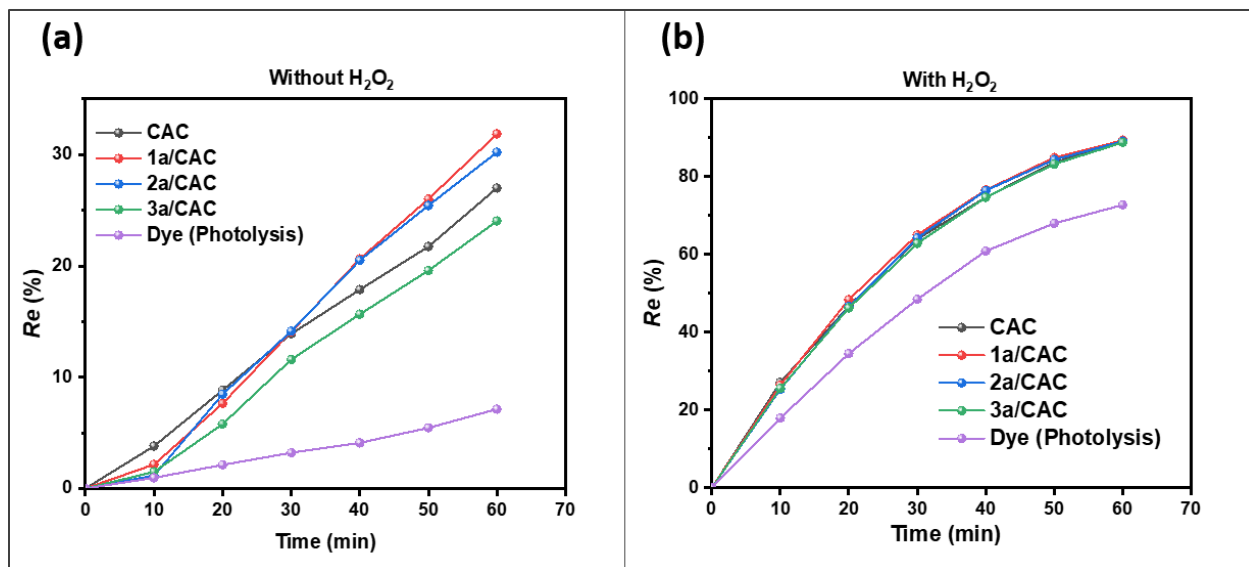 (a)
Without H₂O₂
CAC
1a/CAC
2a/CAC
3a/CAC
Dye (Photolysis)
Re (%)
30
20
10
0
0 10 20 30 40 50 60 70
Time (min)
(b)
With H₂O₂
Re (%)
100
80
60
40
20
0
CAC
1a/CAC
2a/CAC
3a/CAC
Dye (Photolysis)
0 10 20 30 40 50 60 70
Time (min)